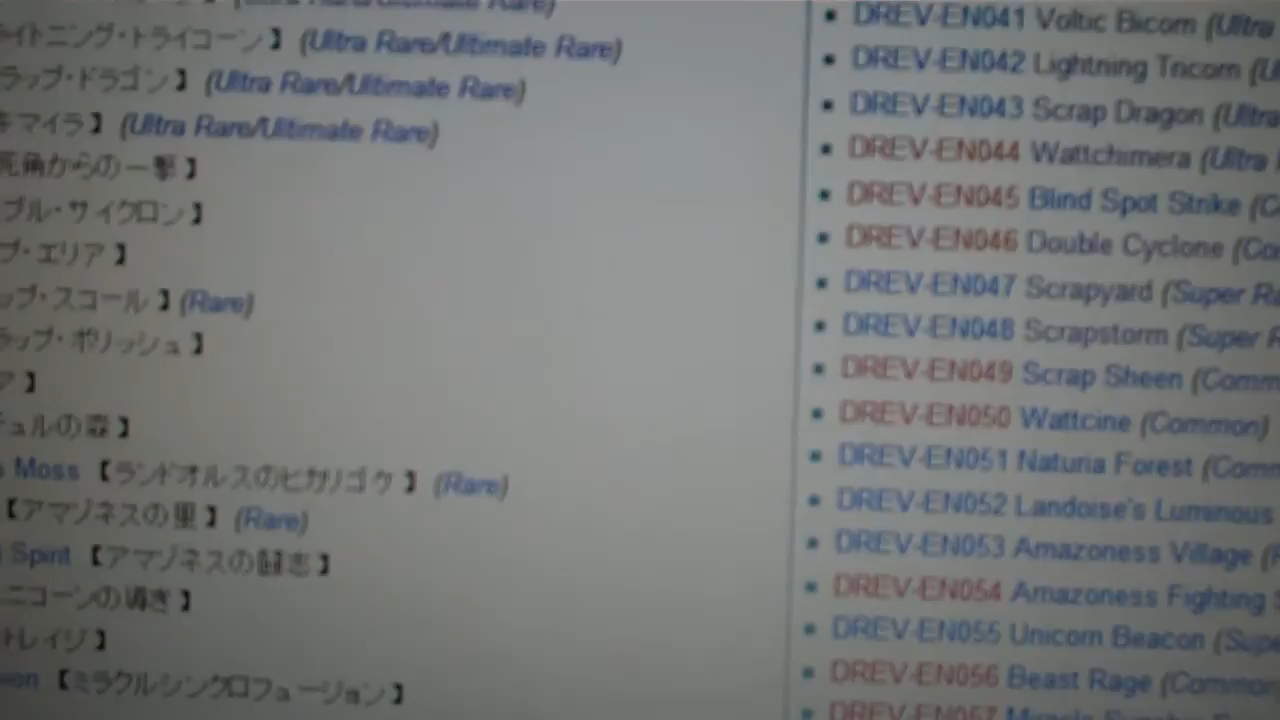 (Ultra Rare/Ultimate Rare)
イトニング・トライコーン】 (Ultra Rare/Ultimate Rare)
ラップ・ドラゴン】 (Ultra Rare/Ultimate Rare)
キマイラ】 (Ultra Rare/Ultimate Rare)
死角からの一撃】
ブル・サイクロン】
プ・エリア】
ップ・スコール】 (Rare)
ラップ・ポリッシュ】
ア】
チュルの森】
Moss 【ランドオルスのヒカリゴケ】 (Rare)
【アマゾネスの里】 (Rare)
Spirit 【アマゾネスの闘志】
ニコーンの導き】
トレイジ】
【ミラクルシンクロフュージョン】
DREV-EN041 Voltic Bicorn (Ultra
DREV-EN042 Lightning Tricorn
DREV-EN043 Scrap Dragon (Ultra
DREV-EN044 Wattchimera (Ultra
DREV-EN045 Blind Spot Strike
DREV-EN046 Double Cyclone
DREV-EN047 Scrapyard (Super
DREV-EN048 Scrapstorm (Super
DREV-EN049 Scrap Sheen
DREV-EN050 Wattcine (Common)
DREV-EN051 Naturia Forest
DREV-EN052 Landoise's Luminous
DREV-EN053 Amazoness Village
DREV-EN054 Amazoness Fighting
DREV-EN055 Unicorn Beacon
DREV-EN056 Beast Rage (Common
DREV-EN057